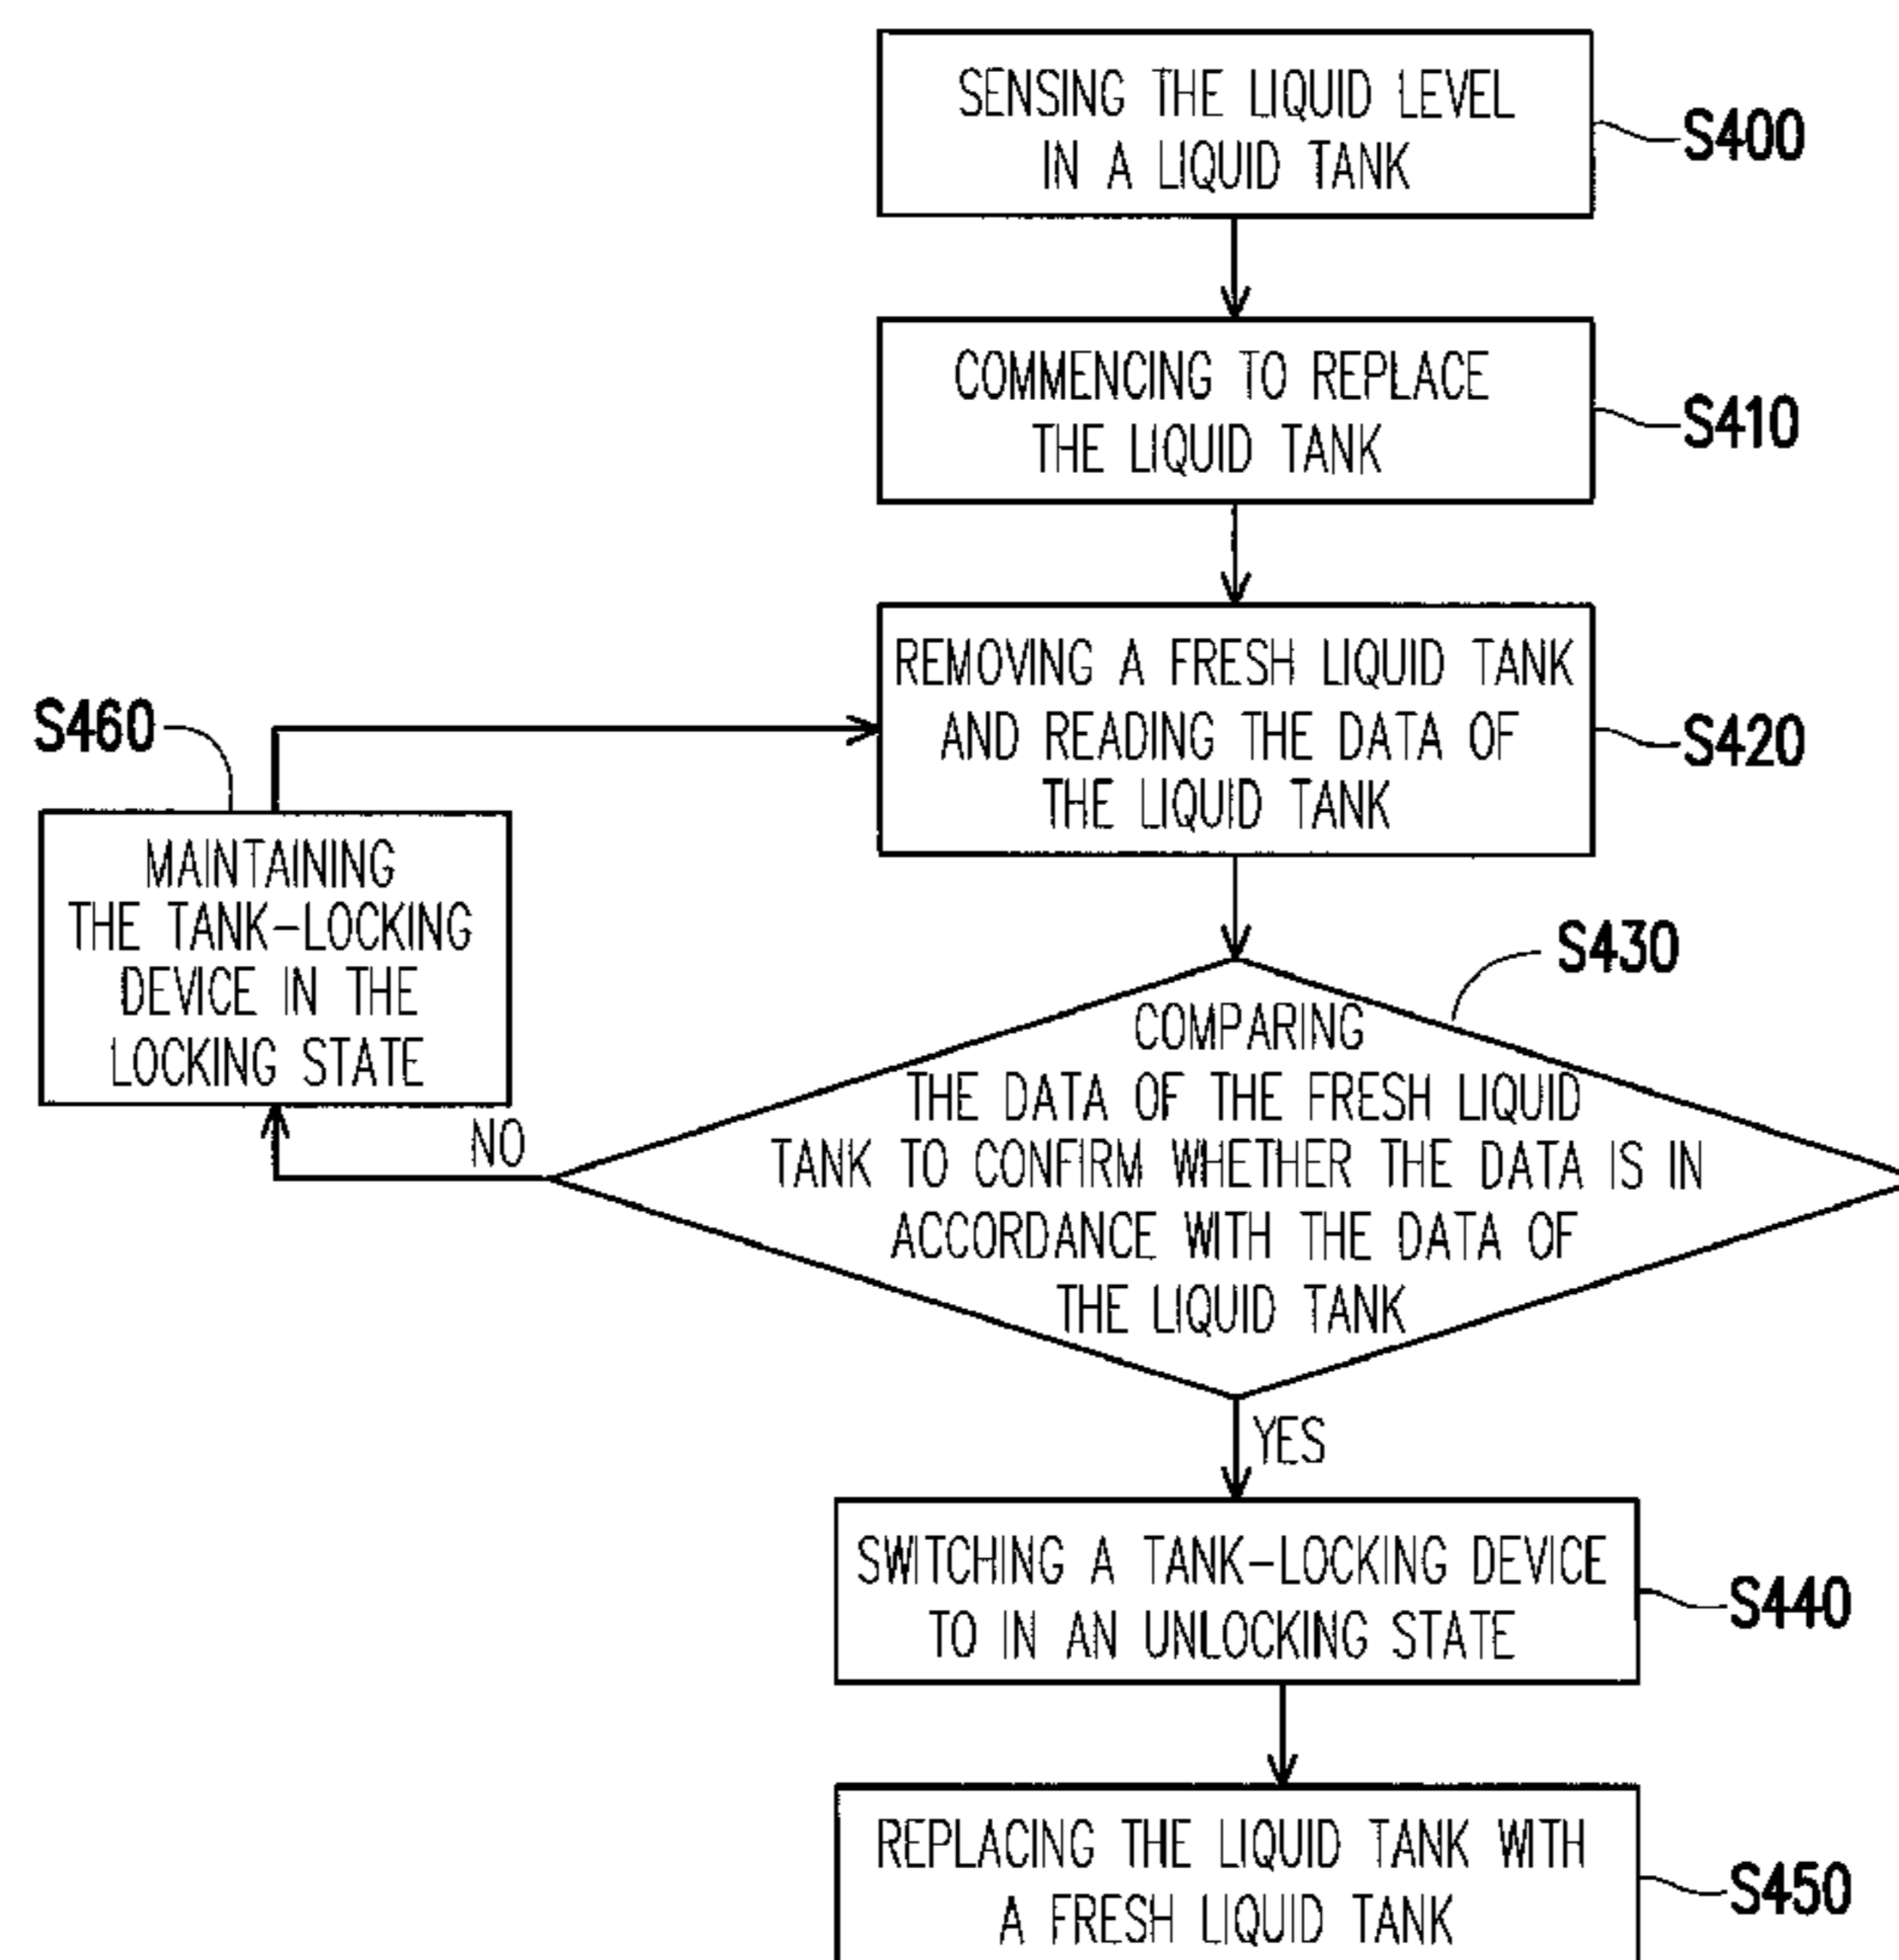 SENSING THE LIQUID LEVEL
IN A LIQUID TANK
S400
COMMENCING TO REPLACE
THE LIQUID TANK
S410
REMOVING A FRESH LIQUID TANK
AND READING THE DATA OF
THE LIQUID TANK
S420
S460
MAINTAINING
THE TANK-LOCKING
DEVICE IN THE
LOCKING STATE
S430
COMPARING
THE DATA OF THE FRESH LIQUID
TANK TO CONFIRM WHETHER THE DATA IS IN
ACCORDANCE WITH THE DATA OF
THE LIQUID TANK
NO
YES
SWITCHING A TANK-LOCKING DEVICE
TO IN AN UNLOCKING STATE
S440
REPLACING THE LIQUID TANK WITH
A FRESH LIQUID TANK
S450